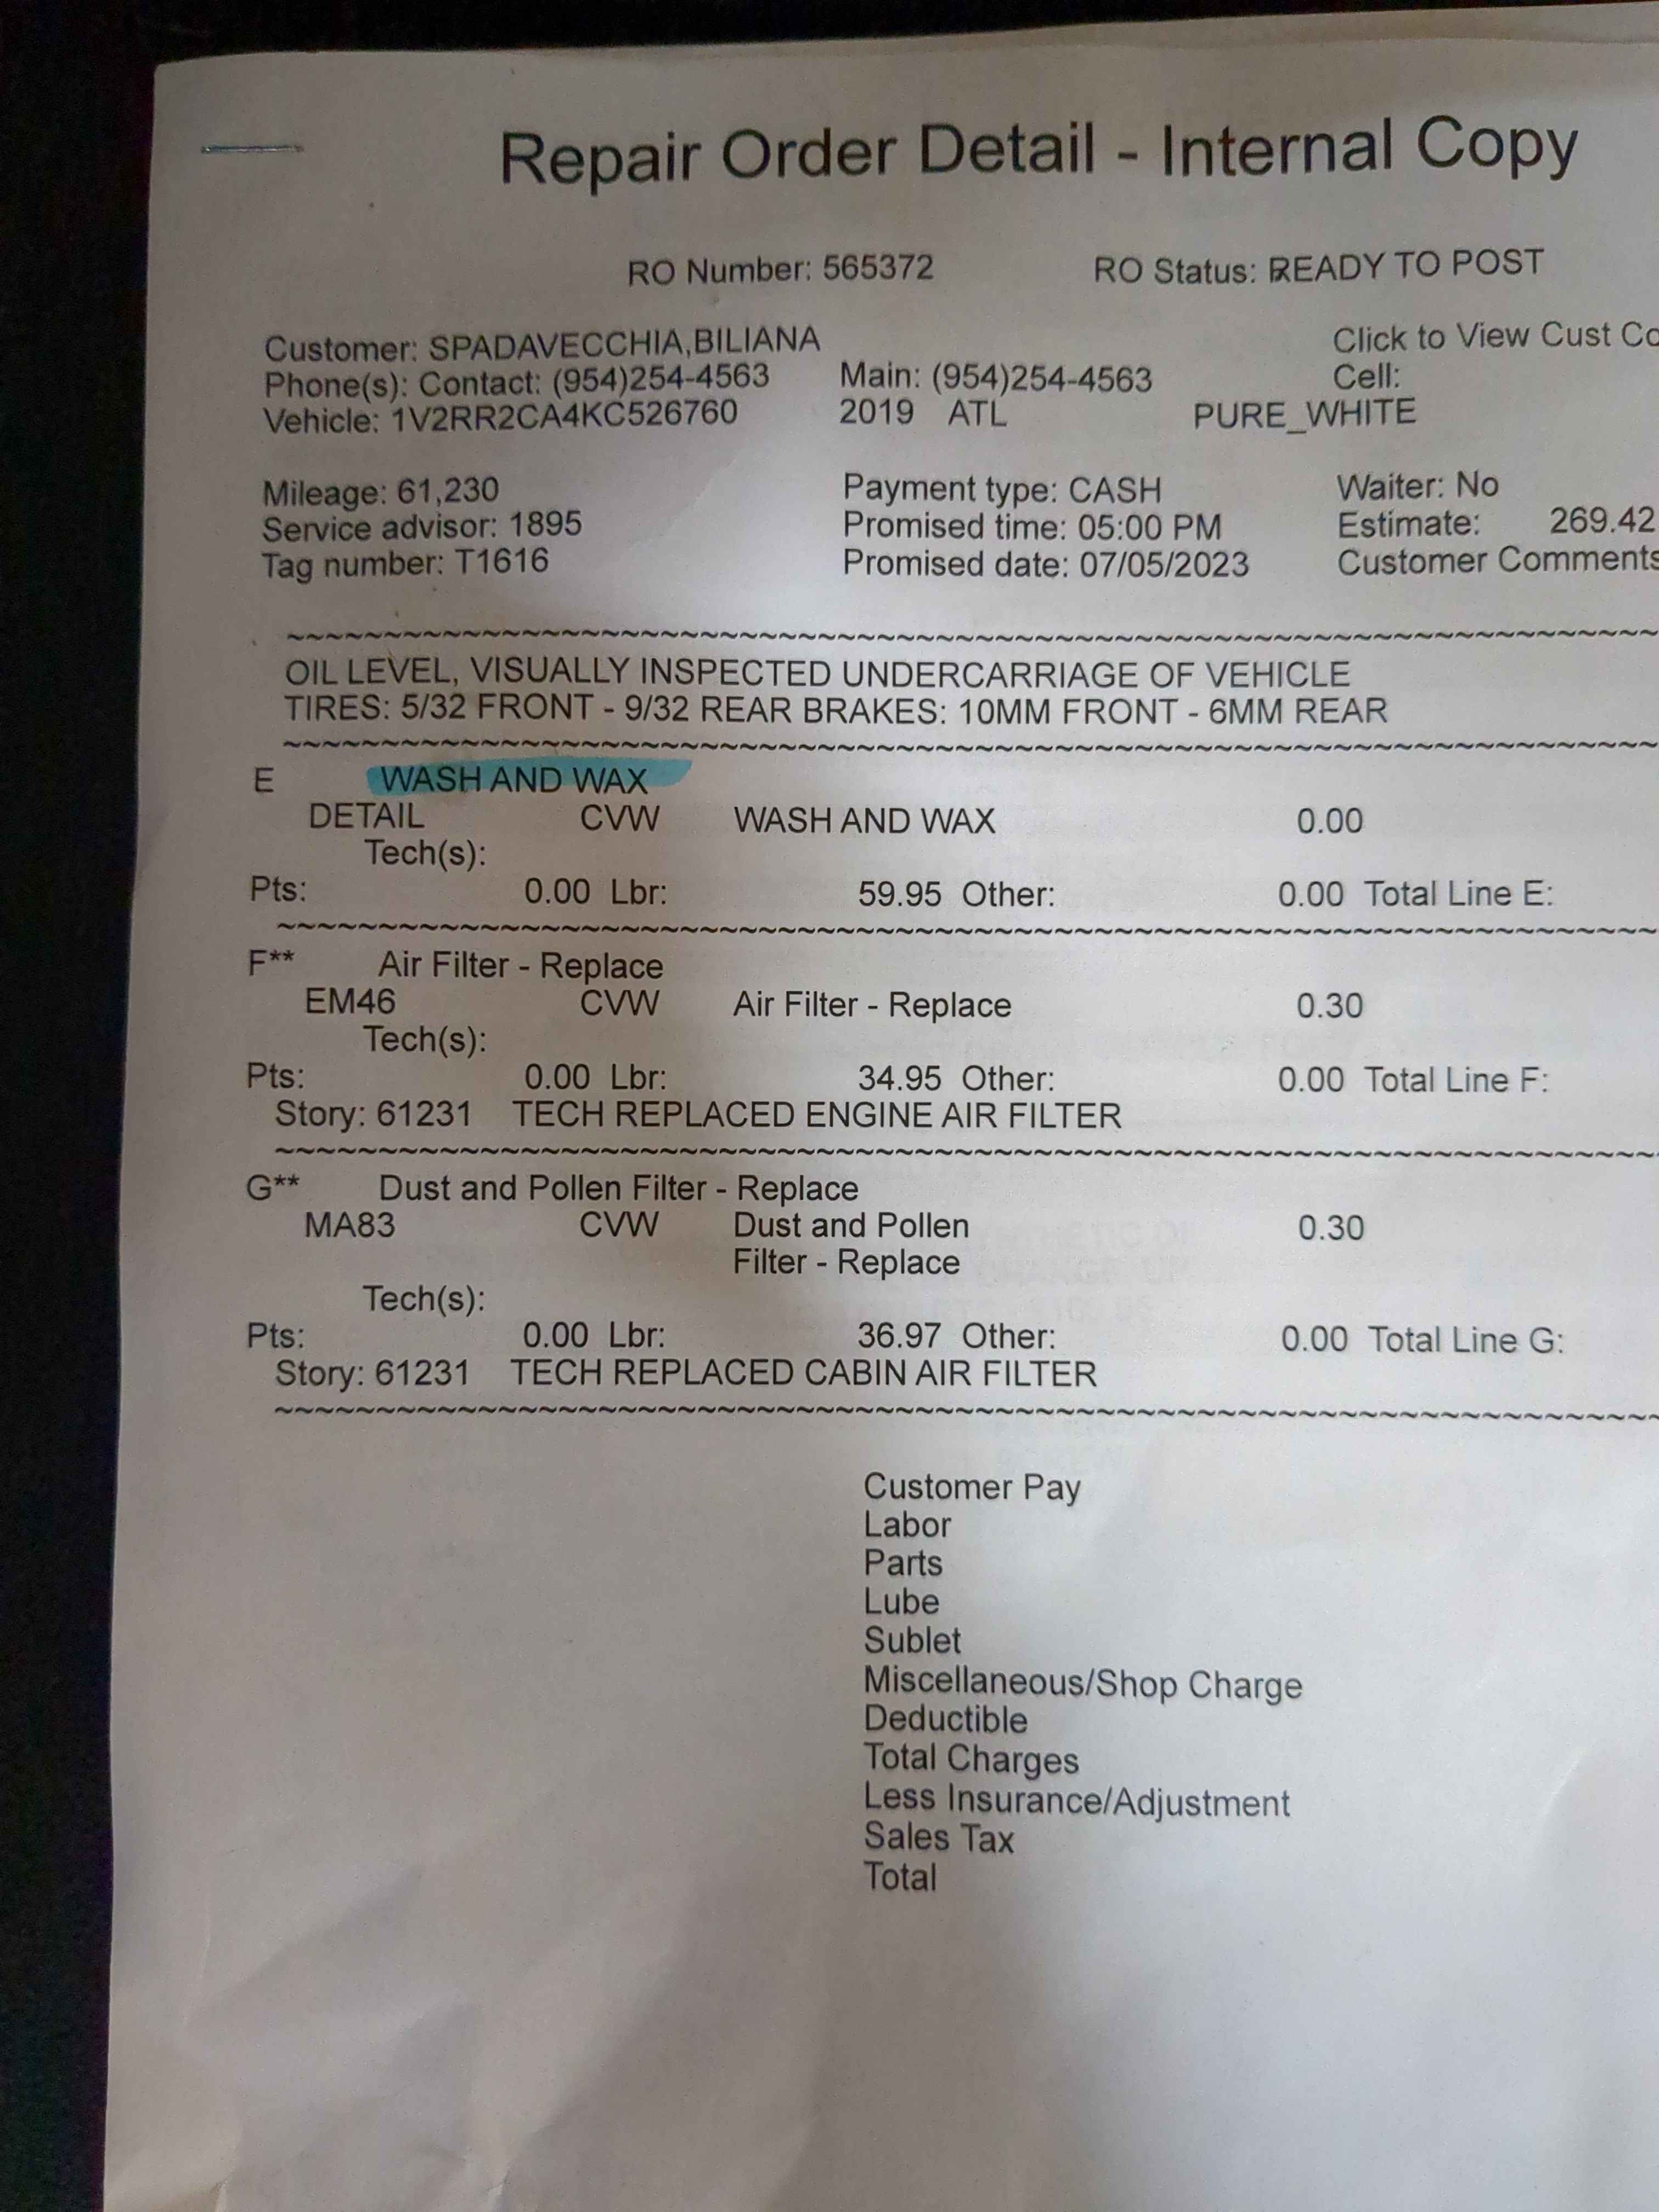 Repair Order Detail - Internal Copy
RO Number: 565372 RO Status: READY TO POST
Customer: SPADAVECCHIA,BILIANA Click to View Cust Co
Phone(s): Contact: (954)254-4563 Main: (954)254-4563 Cell:
Vehicle: 1V2RR2CA4KC526760 2019 ATL PURE_WHITE
Mileage: 61,230 Payment type: CASH Waiter: No
Service advisor: 1895 Promised time: 05:00 PM Estimate: 269.42
Tag number: T1616 Promised date: 07/05/2023 Customer Comments
OIL LEVEL, VISUALLY INSPECTED UNDERCARRIAGE OF VEHICLE
TIRES: 5/32 FRONT - 9/32 REAR BRAKES: 10MM FRONT - 6MM REAR
E WASH AND WAX
DETAIL CVW WASH AND WAX 0.00
Tech(s):
Pts: 0.00 Lbr: 59.95 Other: 0.00 Total Line E:
F** Air Filter - Replace
EM46 CVW Air Filter - Replace 0.30
Tech(s):
Pts: 0.00 Lbr: 34.95 Other: 0.00 Total Line F:
Story: 61231 TECH REPLACED ENGINE AIR FILTER
G** Dust and Pollen Filter - Replace
MA83 CVW Dust and Pollen 0.30
Filter - Replace
Tech(s):
Pts: 0.00 Lbr: 36.97 Other: 0.00 Total Line G:
Story: 61231 TECH REPLACED CABIN AIR FILTER
Customer Pay
Labor
Parts
Lube
Sublet
Miscellaneous/Shop Charge
Deductible
Total Charges
Less Insurance/Adjustment
Sales Tax
Total